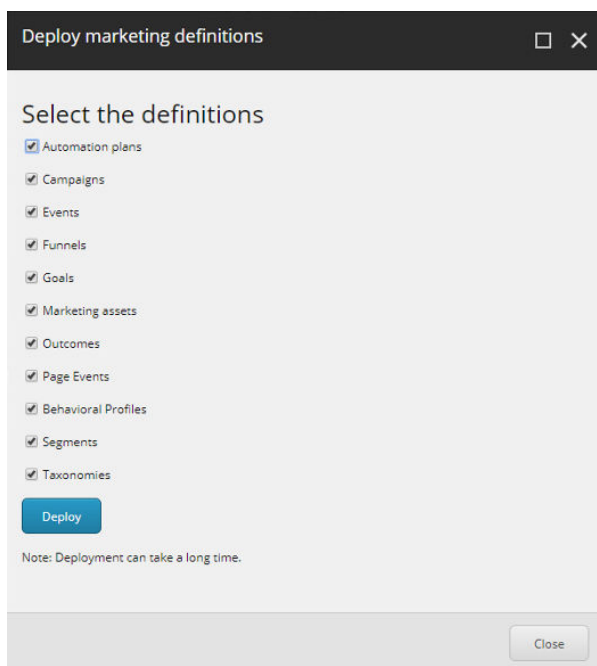 Deploy marketing definitions
Select the definitions
Automation plans
Campaigns
Events
Funnels
Goals
Marketing assets
Outcomes
Page Events
Behavioral Profiles
Segments
Taxonomies
Deploy
Note: Deployment can take a long time.
Close